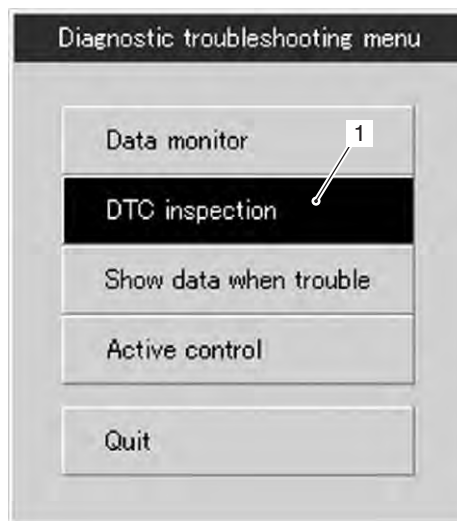 Diagnostic troubleshooting menu
Data monitor
1
DTC inspection
Show data when trouble
Active control
Quit